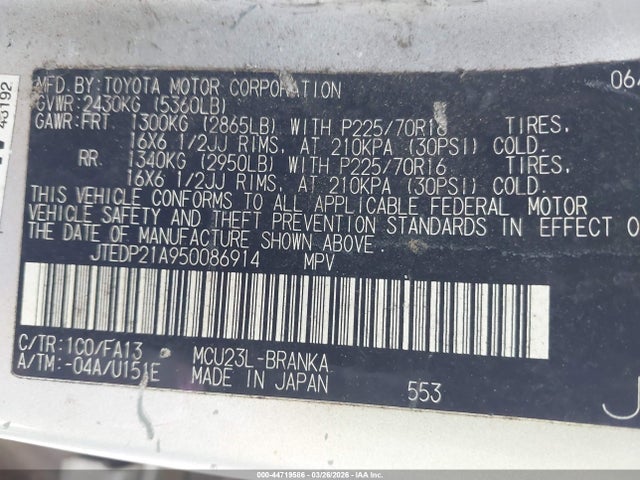 MFD.BY:TOYOTA MOTOR CORPORATION 06
GVWR:2430KG (5360LB)
GAWR:FRT. 1300KG (2865LB) WITH P225/70R16 TIRES,
16X6 1/2JJ RIMS, AT 210KPA (30PSI) COLD.
RR. 1340KG (2950LB) WITH P225/70R16 TIRES,
16X6 1/2JJ RIMS, AT 210KPA (30PSI) COLD.
THIS VEHICLE CONFORMS TO ALL APPLICABLE FEDERAL MOTOR
VEHICLE SAFETY AND THEFT PREVENTION STANDARDS IN EFFECT O
THE DATE OF MANUFACTURE SHOWN ABOVE.
JTEDP21A950086914 MPV
C/TR:1C0/FA13 MCU23L-BRANKA
A/TM:-04A/U151E MADE IN JAPAN 553
J
48192
000-44719586 | 03/26/2026 | IAA